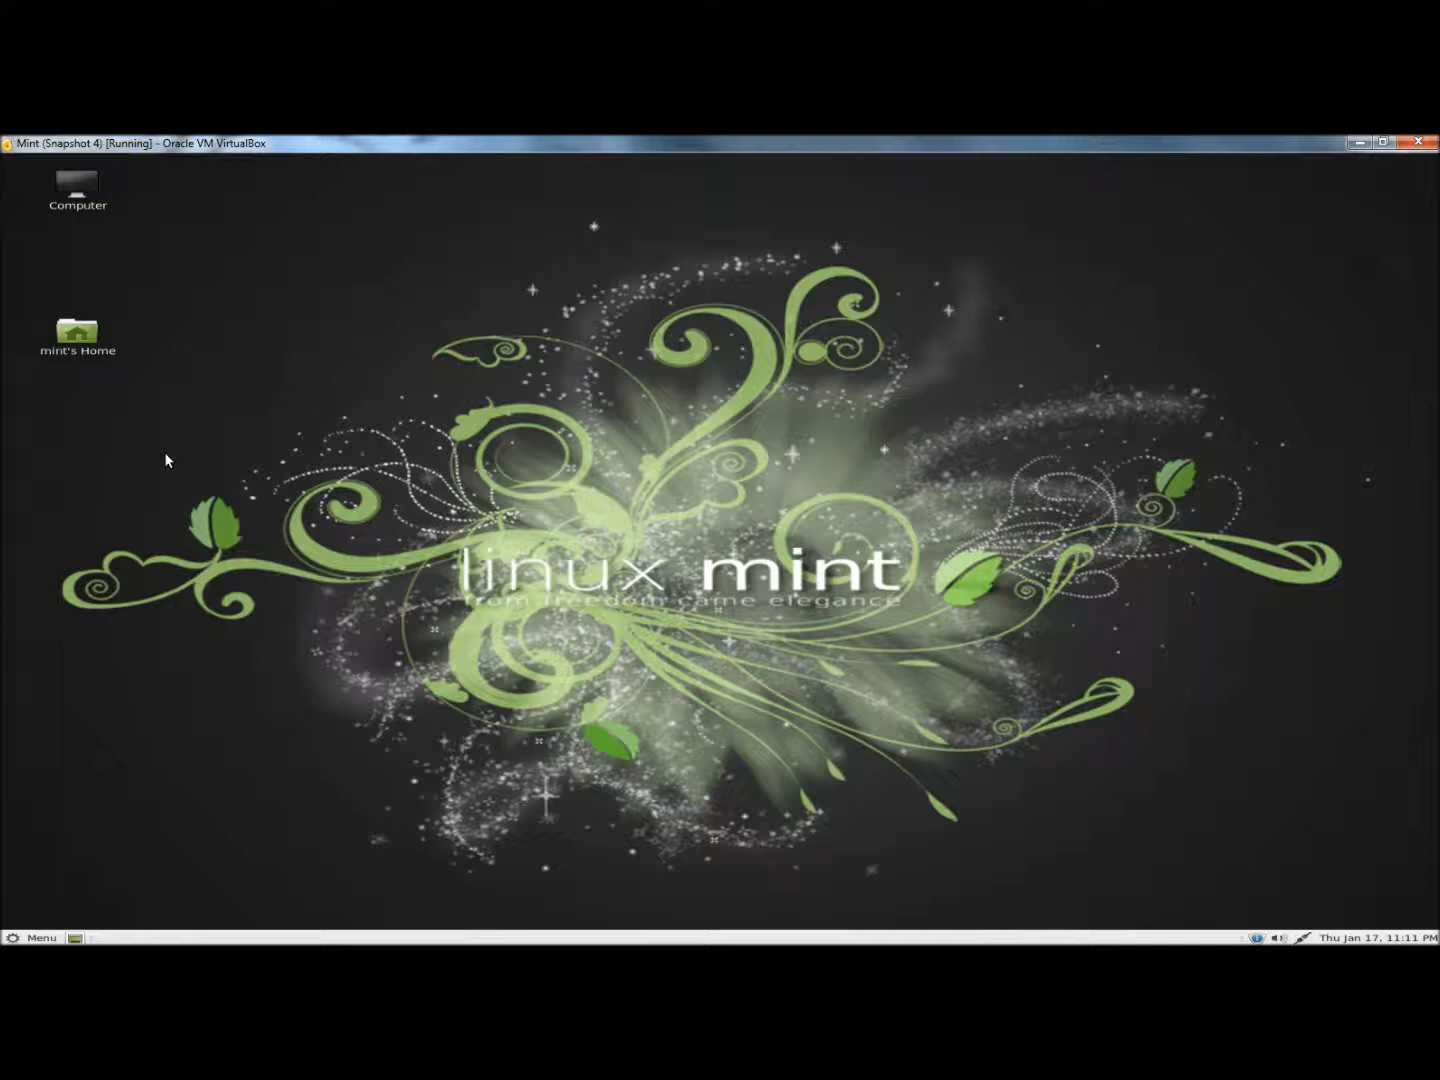 Mint (Snapshot 4) [Running] - Oracle VM VirtualBox
Computer
mint's Home
linux mint
from freedom came elegance
Menu
Thu Jan 17, 11:11 PM